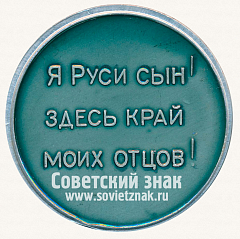 Я Руси сын!
здесь край
моих отцов!
Советский знак
www.sovietznak.ru